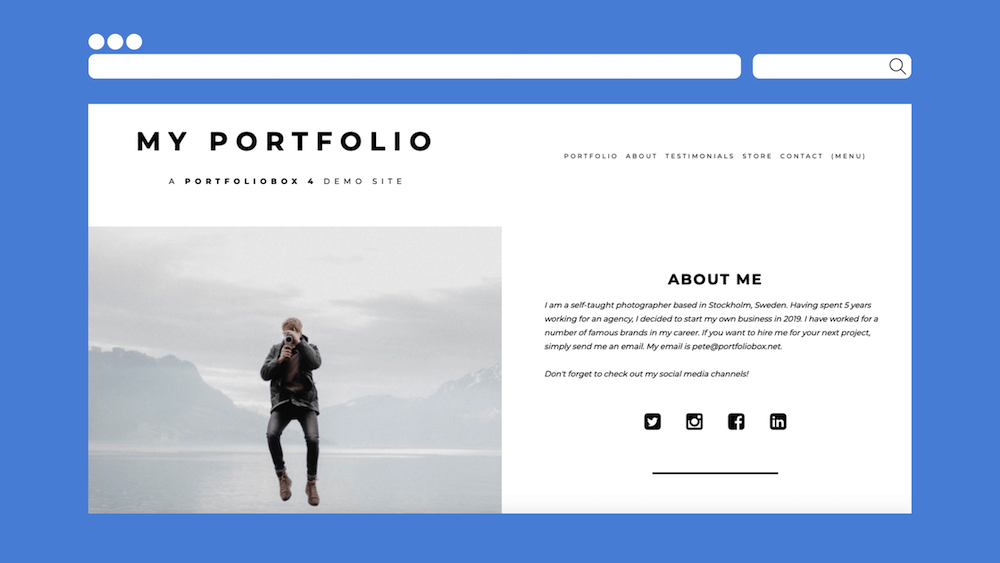 MY PORTFOLIO
A PORTFOLIOBOX 4 DEMO SITE
PORTFOLIO ABOUT TESTIMONIALS STORE CONTACT (MENU)
ABOUT ME
I am a self-taught photographer based in Stockholm, Sweden. Having spent 5 years
working for an agency, I decided to start my own business in 2019. I have worked for a
number of famous brands in my career. If you want to hire me for your next project,
simply send me an email. My email is pete@portfoliobox.net.
Don't forget to check out my social media channels!